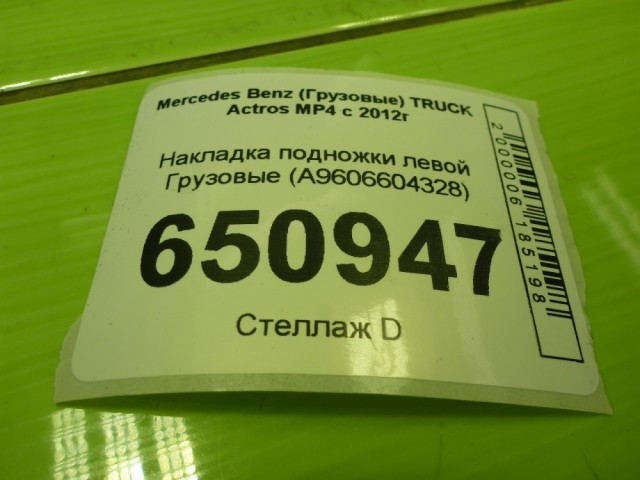 Mercedes Benz (Грузовые) TRUCK
Actros MP4 с 2012г
Накладка подножки левой
Грузовые (A9606604328)
650947
Стеллаж D
2000006185198